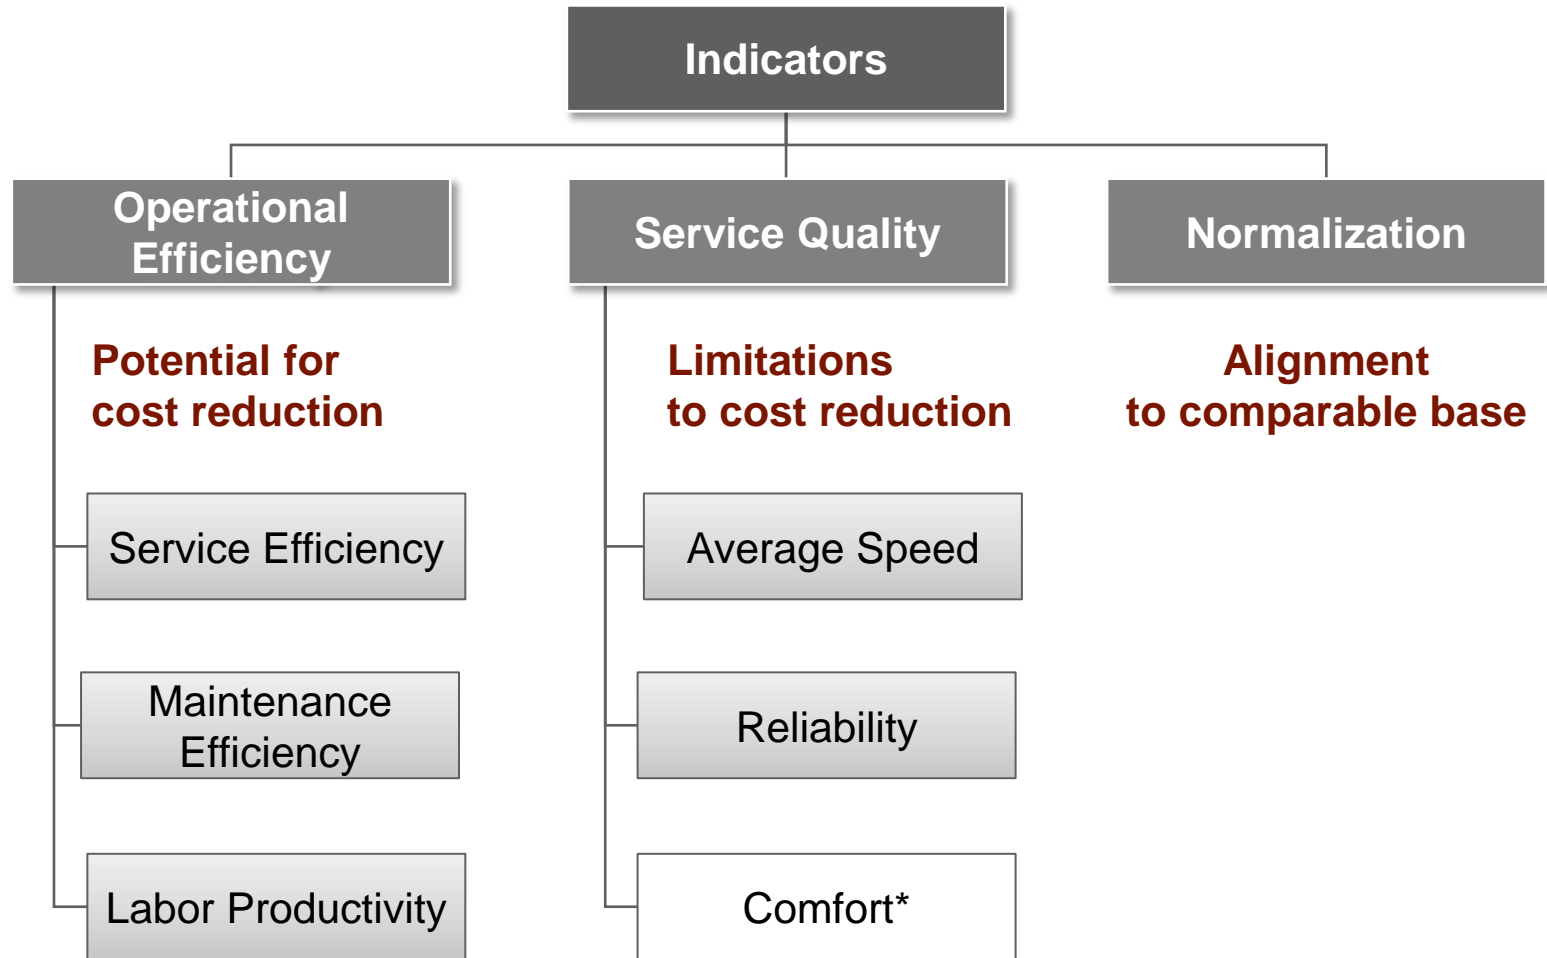 Indicators
Operational
Efficiency
Service Quality
Normalization
Potential for
cost reduction
Limitations
to cost reduction
Alignment
to comparable base
Service Efficiency
Average Speed
Maintenance
Efficiency
Reliability
Labor Productivity
Comfort*